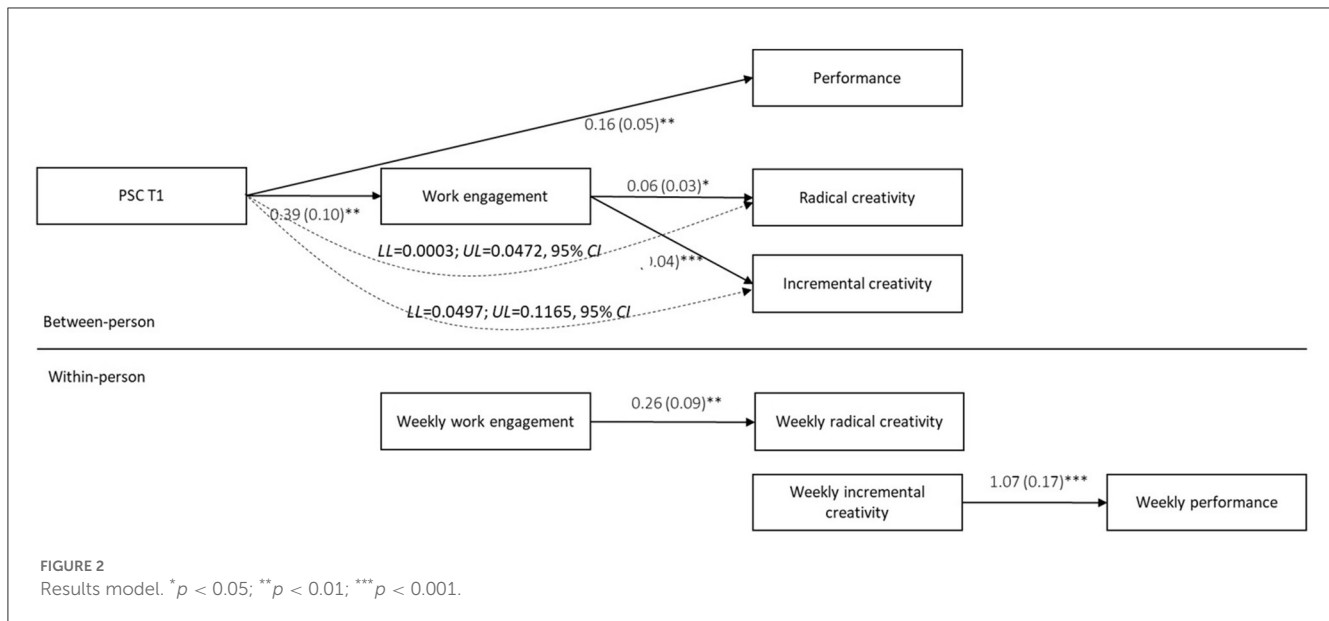 Performance
0.16 (0.05)**
PSC T1
Work engagement
0.06 (0.03)*
Radical creativity
0.39 (0.10)**
LL=0.0003; UL=0.0472, 95% CI
.04)***
Incremental creativity
LL=0.0497; UL=0.1165, 95% CI
Between-person
Within-person
Weekly work engagement
0.26 (0.09)**
Weekly radical creativity
Weekly incremental
creativity
1.07 (0.17)***
Weekly performance
FIGURE 2
Results model. *p < 0.05; **p < 0.01; ***p < 0.001.